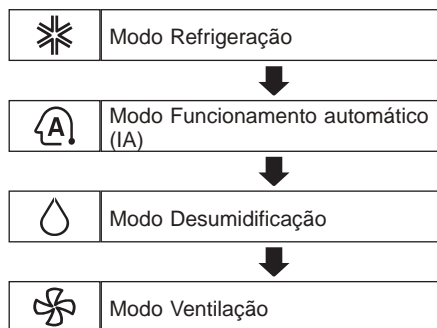 Modo Refrigeração
A
Modo Funcionamento automático
(IA)
Modo Desumidificação
Modo Ventilação